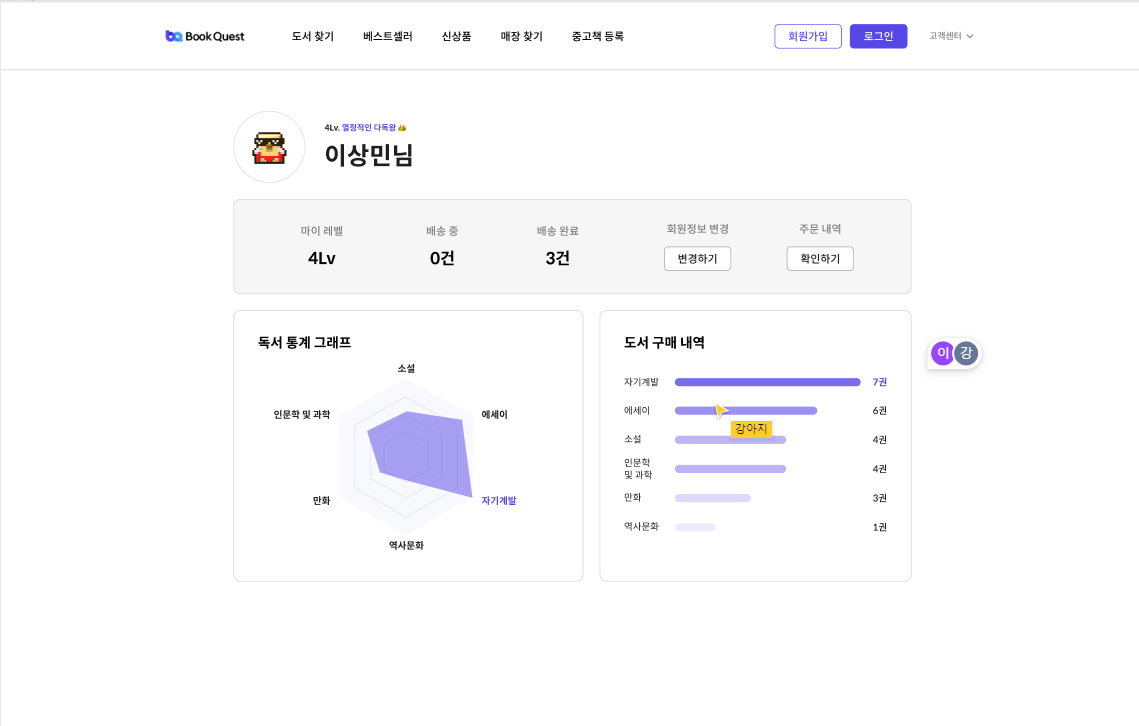 Book Quest
도서 찾기 베스트셀러 신상품 매장 찾기 중고책 등록
회원가입 로그인 고객센터
4Lv. 열정적인 다독왕
이상민님
마이 레벨 배송 중 배송 완료 회원정보 변경 주문 내역
4Lv 0건 3건 변경하기 확인하기
독서 통계 그래프
소설
인문학 및 과학 에세이
만화 자기계발
역사문화
도서 구매 내역
자기계발 7권
에세이 6권
강아지
소설 4권
인문학
및 과학 4권
만화 3권
역사문화 1권
이 강